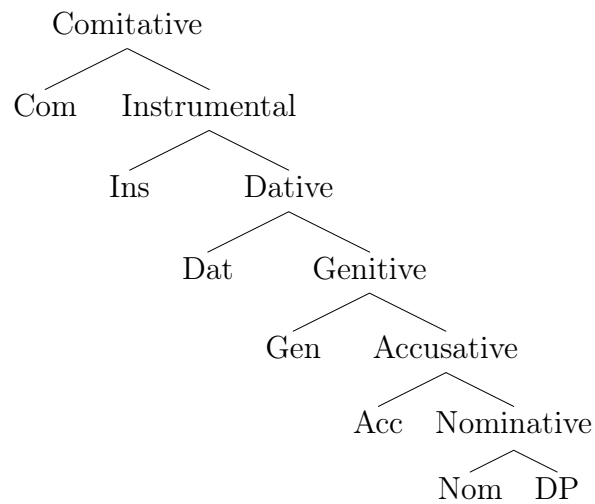 Comitative
Com Instrumental
Ins Dative
Dat Genitive
Gen Accusative
Acc Nominative
Nom DP